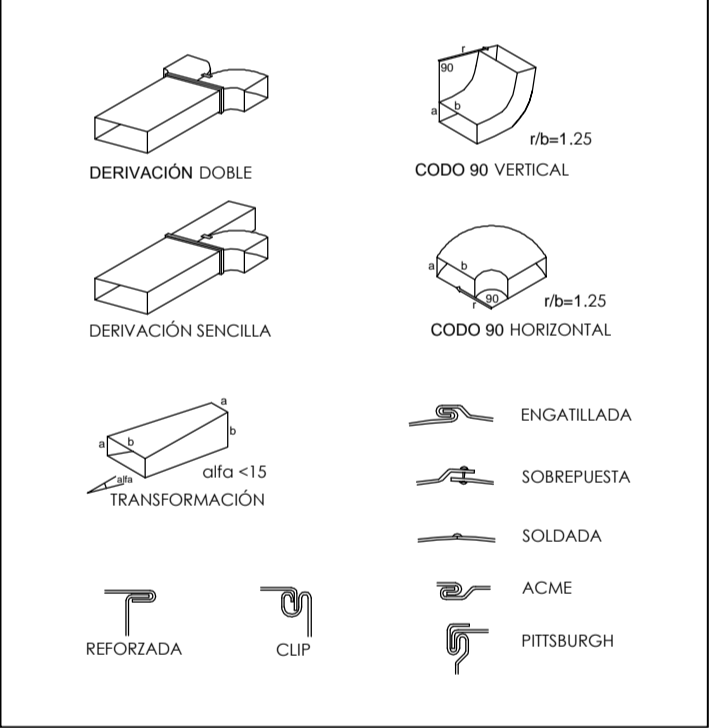 r
90
a
b
r/b=1.25
DERIVACIÓN DOBLE
CODO 90 VERTICAL
a
b
90
r
r/b=1.25
DERIVACIÓN SENCILLA
CODO 90 HORIZONTAL
a
a
b
b
alfa
alfa <15
TRANSFORMACIÓN
ENGATILLADA
SOBREPUESTA
SOLDADA
ACME
PITTSBURGH
REFORZADA
CLIP